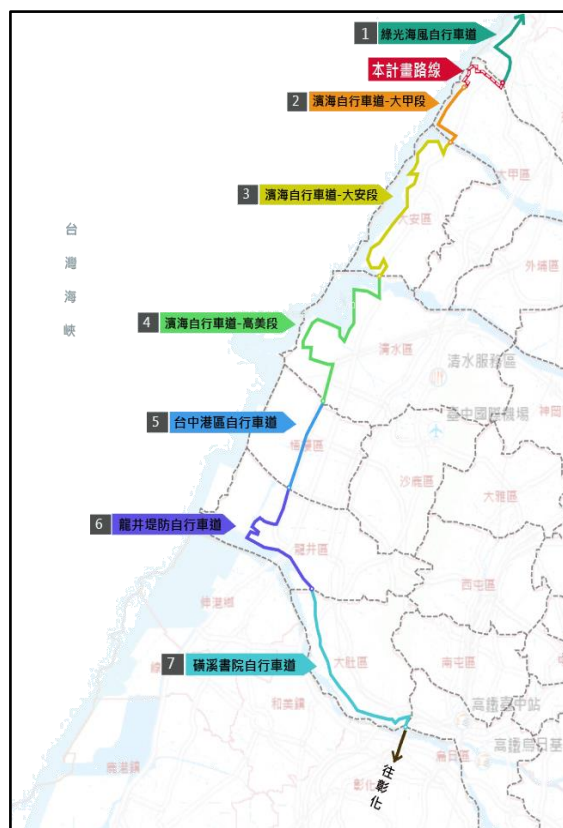 1 綠光海風自行車道
本計畫路線
2 濱海自行車道-大甲段
大甲區
3 濱海自行車道-大安段
大安區
台灣海峽
外埔區
4 濱海自行車道-高美段
清水區
清水服務區
5 台中港區自行車道
臺中國際機場
神岡
梧棲區
沙鹿區
大雅區
6 龍井堤防自行車道
龍井區
西屯區
伸港鄉
7 磺溪書院自行車道
大肚區
南屯區
和美鎮
高鐵臺中站
鹿港鎮
高鐵烏日基
烏日區
往彰化
彰化